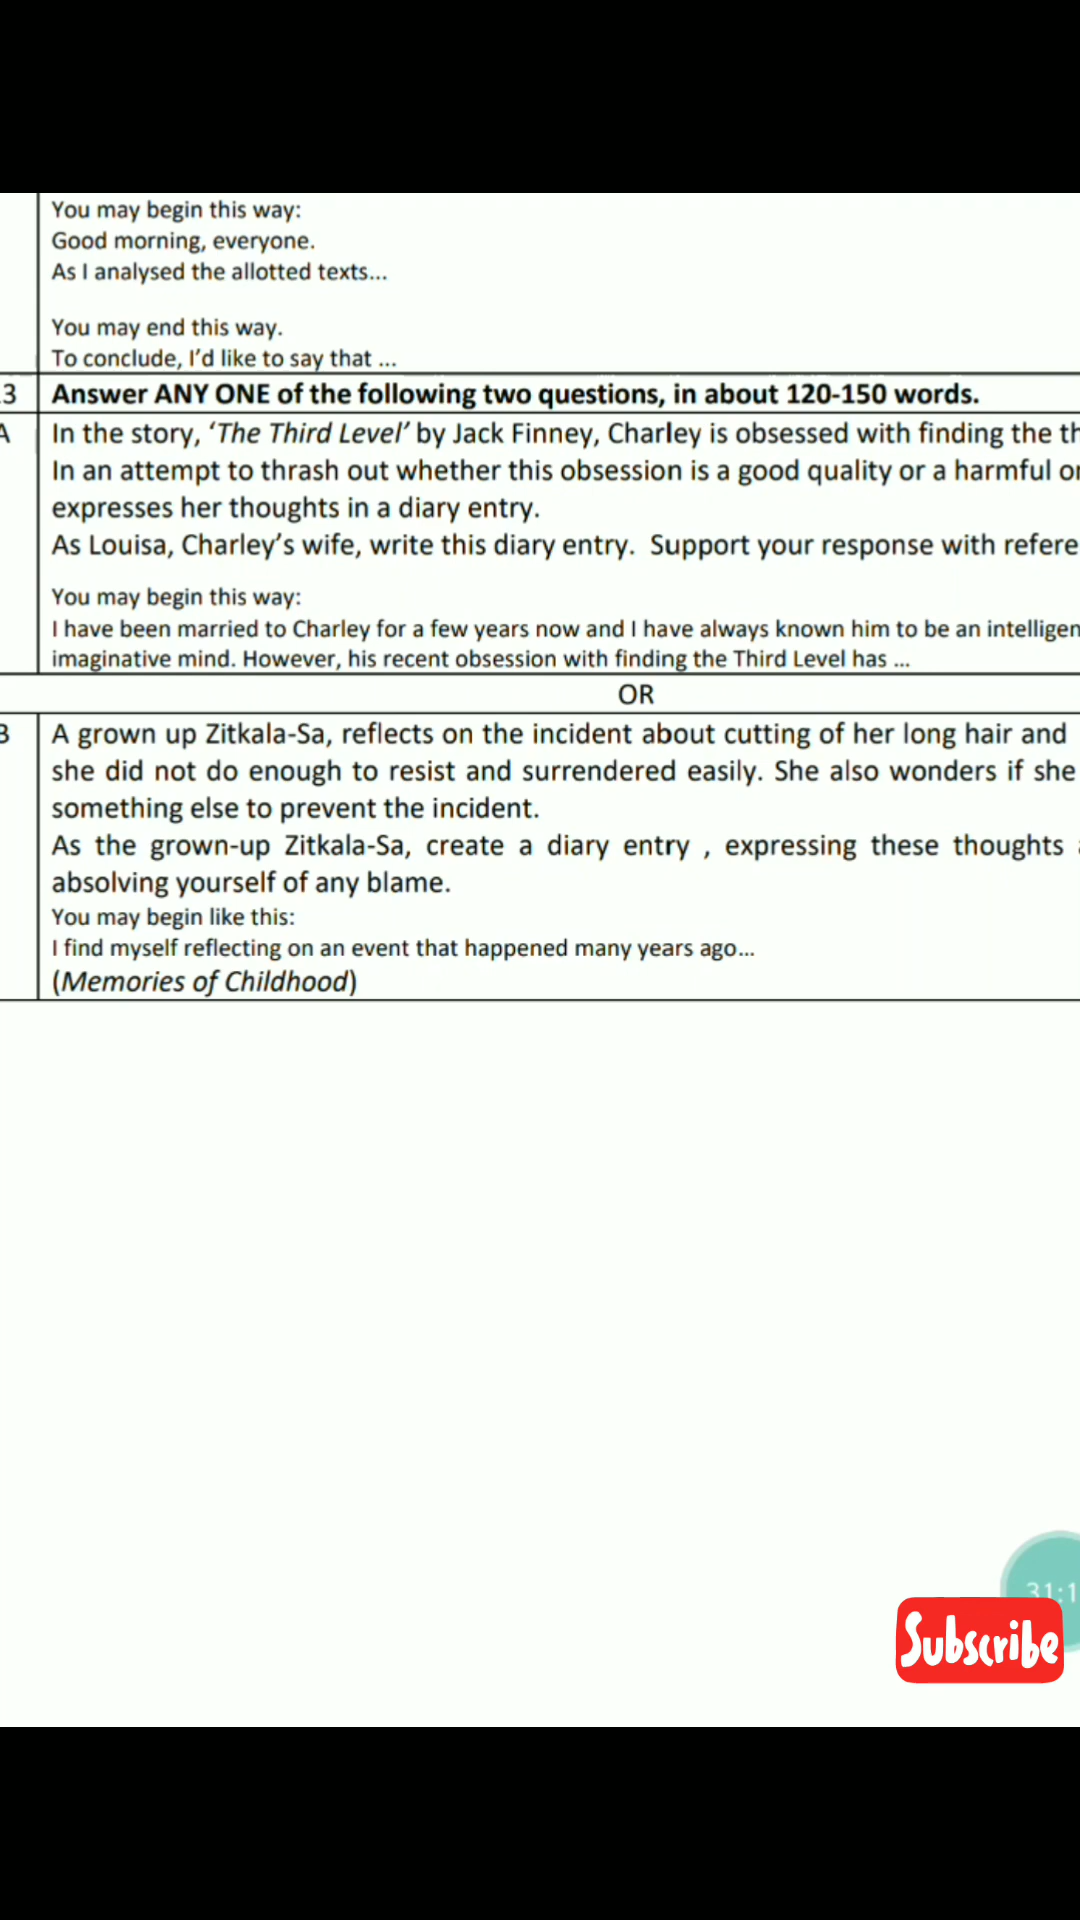 You may begin this way:
Good morning, everyone.
As I analysed the allotted texts...
You may end this way.
To conclude, I'd like to say that ...
3 Answer ANY ONE of the following two questions, in about 120-150 words.
A In the story, ‘The Third Level’ by Jack Finney, Charley is obsessed with finding the
In an attempt to thrash out whether this obsession is a good quality or a harmful
expresses her thoughts in a diary entry.
As Louisa, Charley’s wife, write this diary entry. Support your response with
You may begin this way:
I have been married to Charley for a few years now and I have always known him to be an
imaginative mind. However, his recent obsession with finding the Third Level has ...
OR
B A grown up Zitkala-Sa, reflects on the incident about cutting of her long hair and
she did not do enough to resist and surrendered easily. She also wonders if she
something else to prevent the incident.
As the grown-up Zitkala-Sa, create a diary entry , expressing these thoughts
absolving yourself of any blame.
You may begin like this:
I find myself reflecting on an event that happened many years ago...
(Memories of Childhood)
31:1
Subscribe